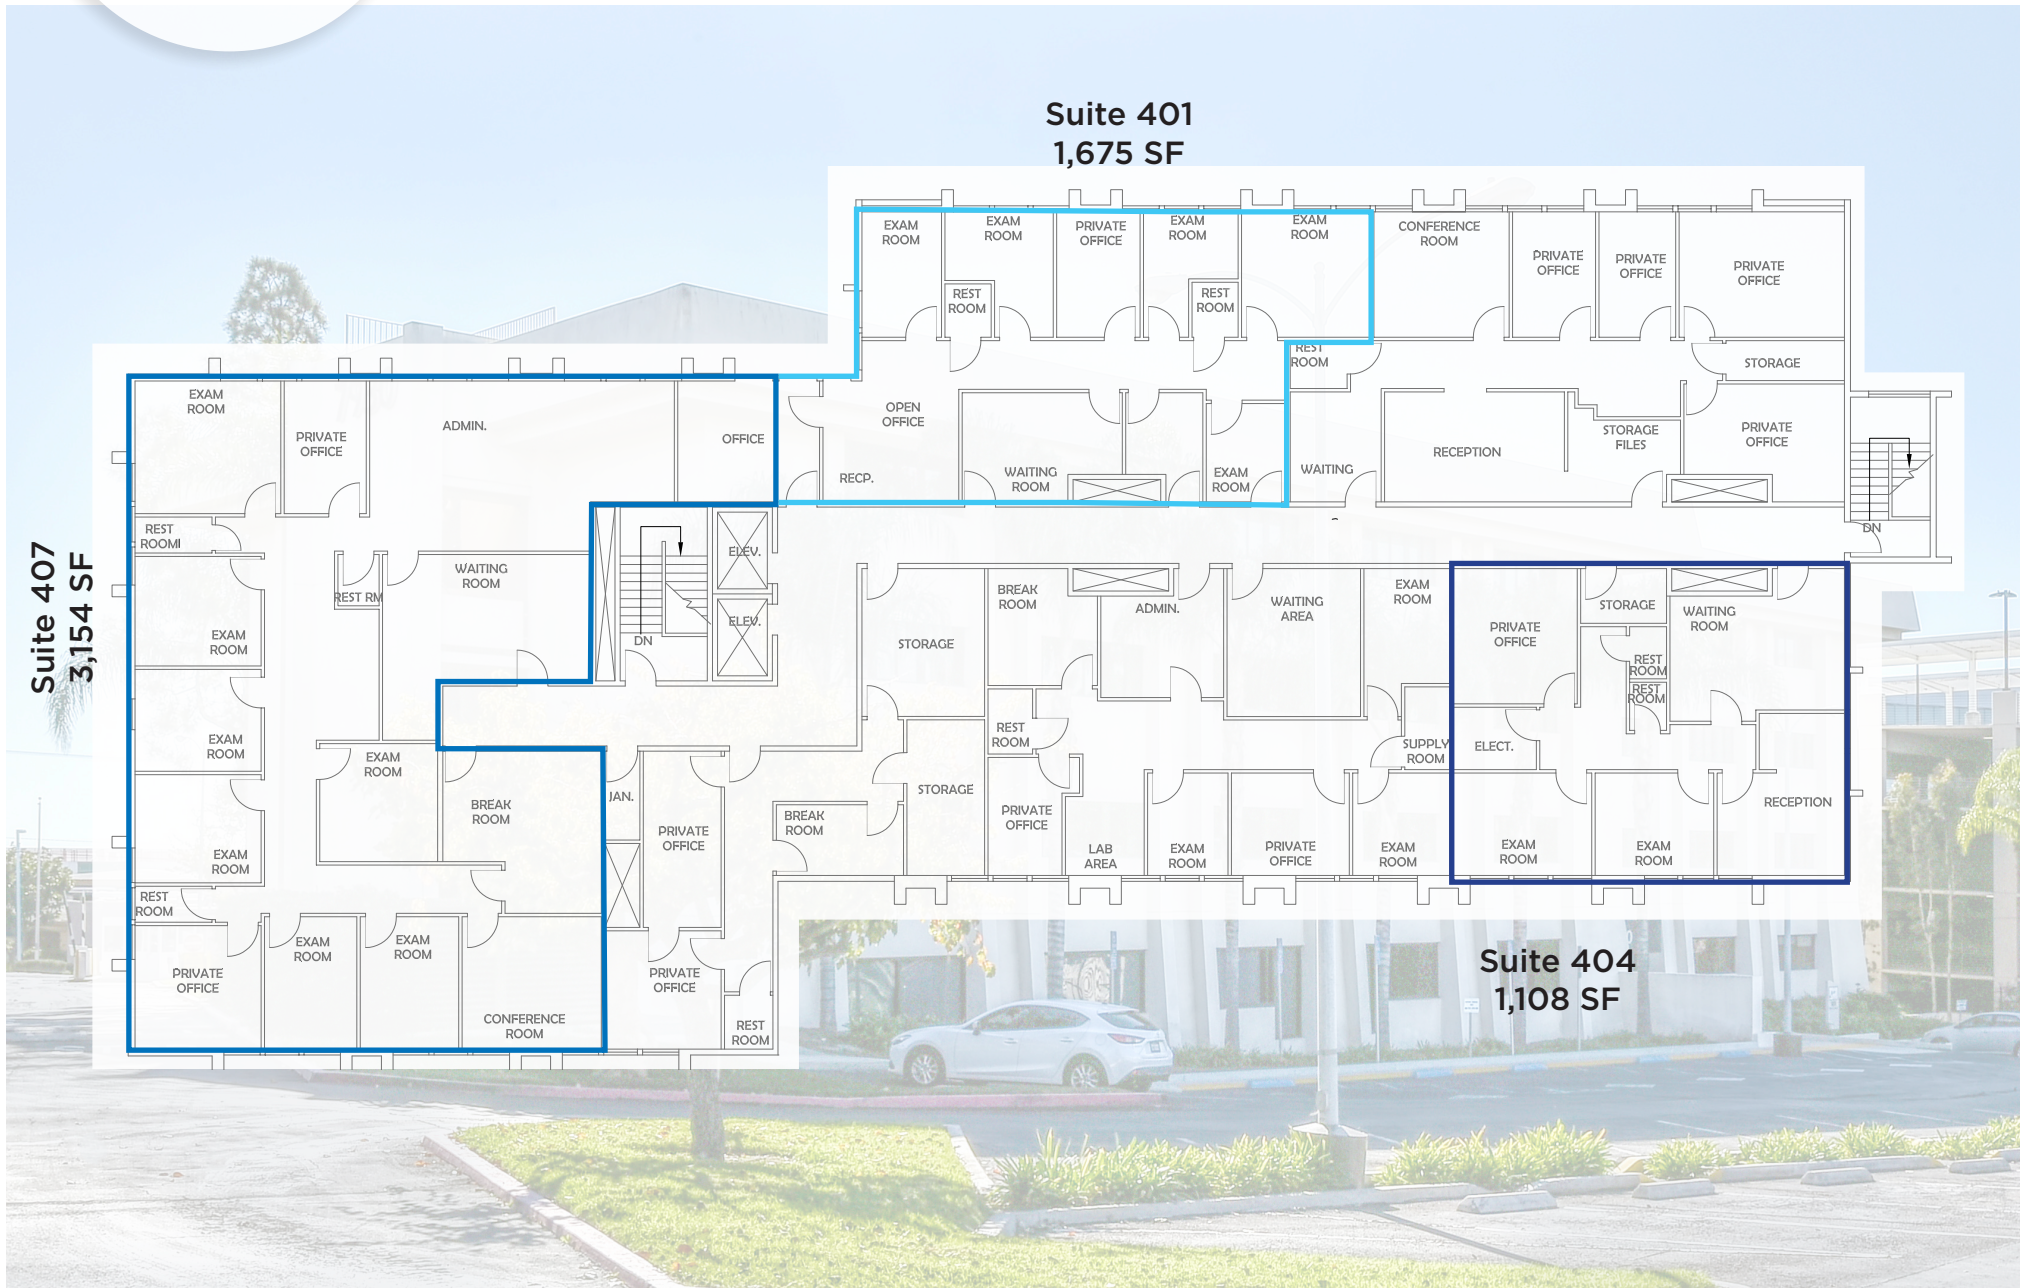 Suite 401
1,675 SF
EXAM
ROOM
EXAM
ROOM
PRIVATE
OFFICE
EXAM
ROOM
EXAM
ROOM
CONFERENCE
ROOM
PRIVATE
OFFICE
PRIVATE
OFFICE
PRIVATE
OFFICE
REST
ROOM
REST
ROOM
REST
ROOM
STORAGE
EXAM
ROOM
PRIVATE
OFFICE
ADMIN.
OFFICE
OPEN
OFFICE
RECP.
WAITING
ROOM
EXAM
ROOM
WAITING
RECEPTION
STORAGE
FILES
PRIVATE
OFFICE
DN
Suite 407
3,154 SF
REST
ROOM
WAITING
ROOM
REST RM
EXAM
ROOM
ELEV.
ELEV.
DN
EXAM
ROOM
EXAM
ROOM
EXAM
ROOM
BREAK
ROOM
REST
ROOM
PRIVATE
OFFICE
EXAM
ROOM
EXAM
ROOM
CONFERENCE
ROOM
JAN.
PRIVATE
OFFICE
PRIVATE
OFFICE
REST
ROOM
BREAK
ROOM
STORAGE
STORAGE
BREAK
ROOM
ADMIN.
WAITING
AREA
EXAM
ROOM
REST
ROOM
PRIVATE
OFFICE
LAB
AREA
EXAM
ROOM
PRIVATE
OFFICE
EXAM
ROOM
SUPPLY
ROOM
PRIVATE
OFFICE
STORAGE
WAITING
ROOM
REST
ROOM
REST
ROOM
ELECT.
EXAM
ROOM
EXAM
ROOM
RECEPTION
Suite 404
1,108 SF